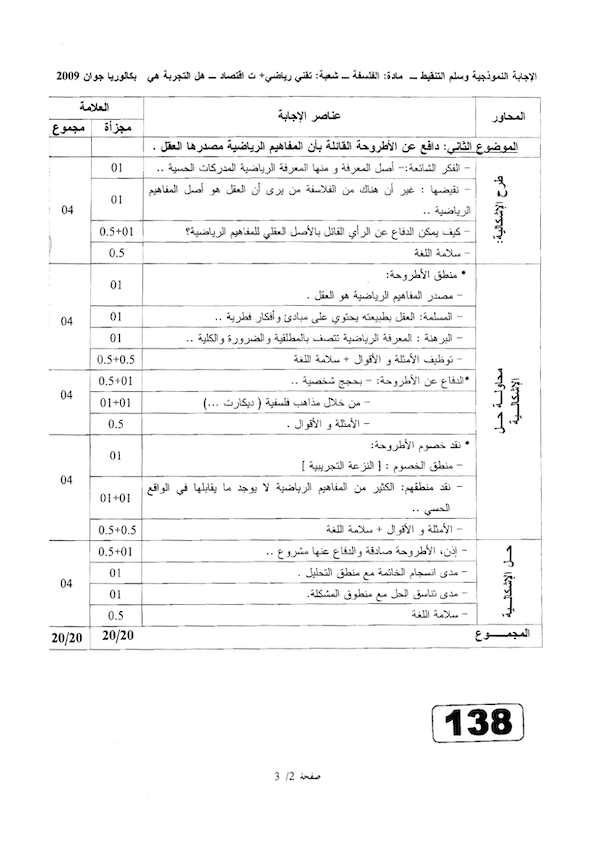 الإجابة النموذجية وسلم التنقيط ــ مادة: الفلسفة ــ شعبة: تقني رياضي+ ت اقتصاد ــ هل التجربة هي بكالوريا جوان 2009
المحاور عناصر الإجابة العلامة
مجزأة مجموع
الموضوع الثاني: دافع عن الأطروحة القائلة بأن المفاهيم الرياضية مصدرها العقل .
طرح الإشكالية:
– الفكر الشائعة:– أصل المعرفة و منها المعرفة الرياضية المدركات الحسية .. 01
– نقيضها : غير أن هناك من الفلاسفة من يرى أن العقل هو أصل المفاهيم
الرياضية .. 01
04
– كيف يمكن الدفاع عن الرأي القائل بالأصل العقلي للمفاهيم الرياضية؟ 0.5+01
– سلامة اللغة 0.5
محاولة حل الإشكالية
* منطق الأطروحة:
– مصدر المفاهيم الرياضية هو العقل . 01
– المسلمة: العقل بطبيعته يحتوي على مبادئ وأفكار فطرية .. 01
04
– البرهنة : المعرفة الرياضية تتصف بالمطلقية والضرورة والكلية .. 01
– توظيف الأمثلة و الأقوال + سلامة اللغة 0.5+0.5
*الدفاع عن الأطروحة: – بحجج شخصية .. 0.5+01
– من خلال مذاهب فلسفية ( ديكارت ...) 01+01
04
– الأمثلة و الأقوال . 0.5
* نقد خصوم الأطروحة:
– منطق الخصوم : [ النزعة التجريبية ] 01
04
– نقد منطقهم: الكثير من المفاهيم الرياضية لا يوجد ما يقابلها في الواقع
الحسي .. 01+01
– الأمثلة و الأقوال + سلامة اللغة 0.5+0.5
حل الإشكالية
– إذن، الأطروحة صادقة والدفاع عنها مشروع .. 0.5+01
– مدى انسجام الخاتمة مع منطق التحليل . 01
04
– مدى تناسق الحل مع منطوق المشكلة. 01
– سلامة اللغة 0.5
المجمــــوع 20/20 20/20
138
صفحة 2/ 3